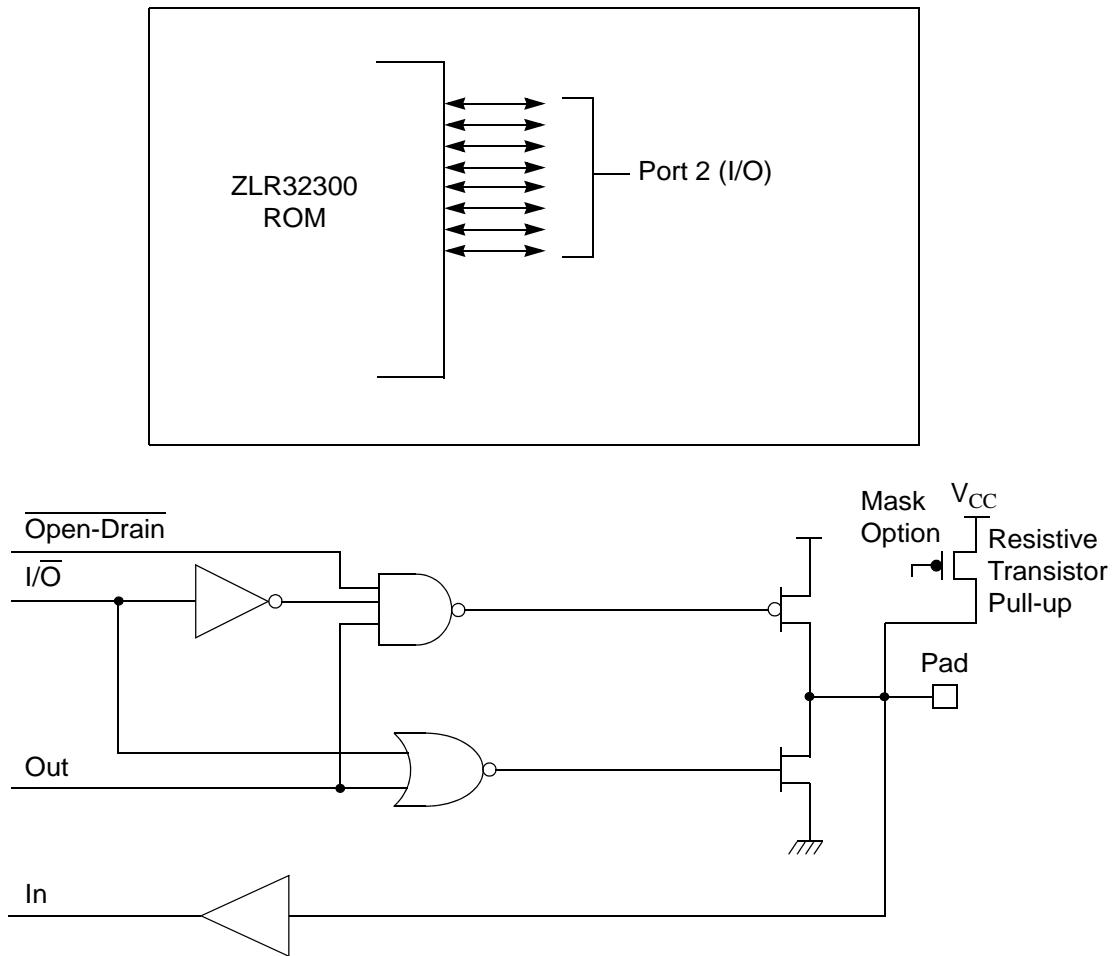 ZLR32300
ROM
Port 2 (I/O)
Open-Drain
I/O̅
Mask
Option
VCC
Resistive
Transistor
Pull-up
Pad
Out
In